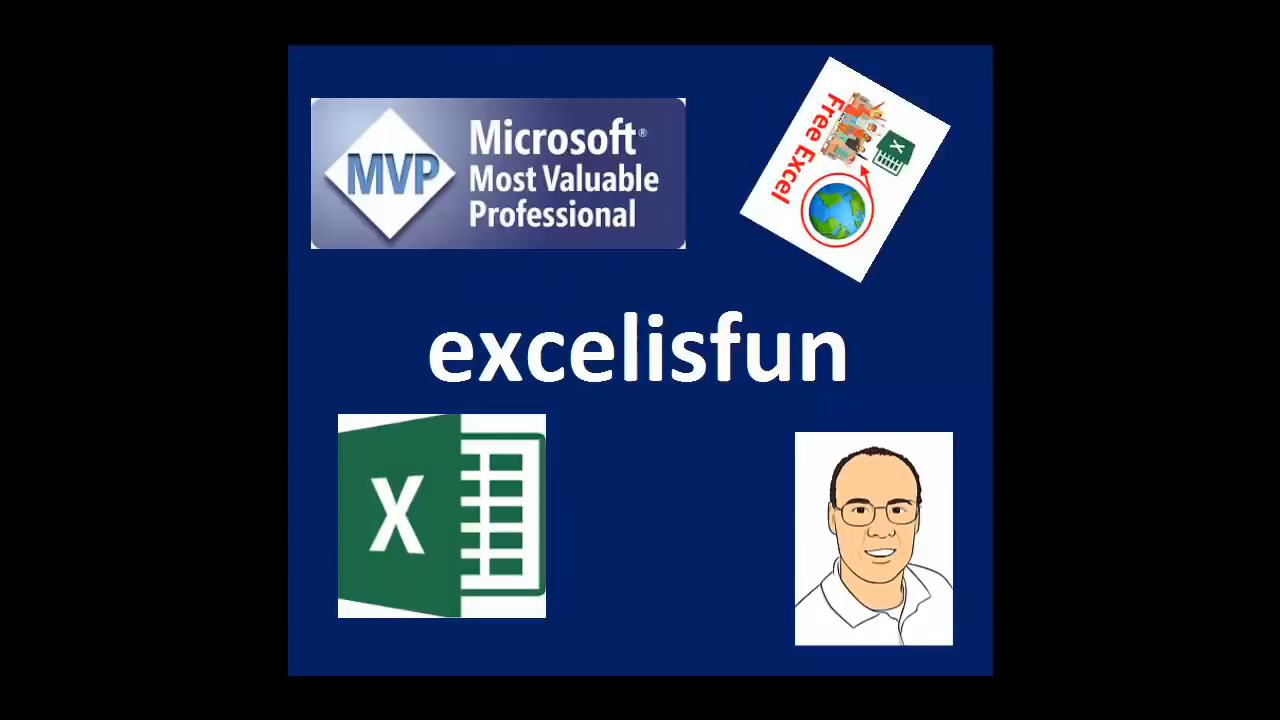 MVP
Microsoft®
Most Valuable
Professional
Free Excel
X
excelisfun
X